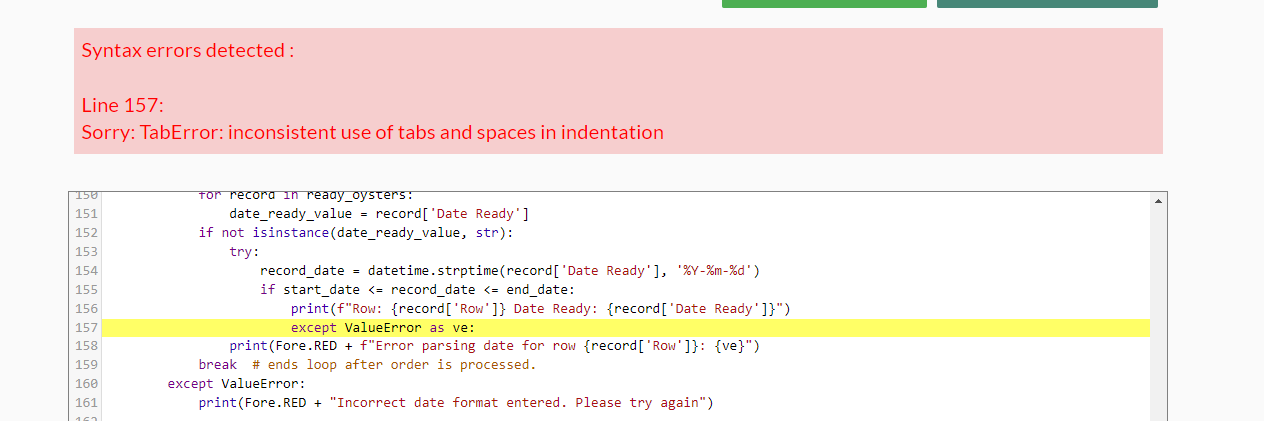 Syntax errors detected :
Line 157:
Sorry: TabError: inconsistent use of tabs and spaces in indentation
150 for record in ready_oysters:
151 date_ready_value = record['Date Ready']
152 if not isinstance(date_ready_value, str):
153 try:
154 record_date = datetime.strptime(record['Date Ready'], '%Y-%m-%d')
155 if start_date <= record_date <= end_date:
156 print(f"Row: {record['Row']} Date Ready: {record['Date Ready']}")
157 except ValueError as ve:
158 print(Fore.RED + f"Error parsing date for row {record['Row']}: {ve}")
159 break # ends loop after order is processed.
160 except ValueError:
161 print(Fore.RED + "Incorrect date format entered. Please try again")
162